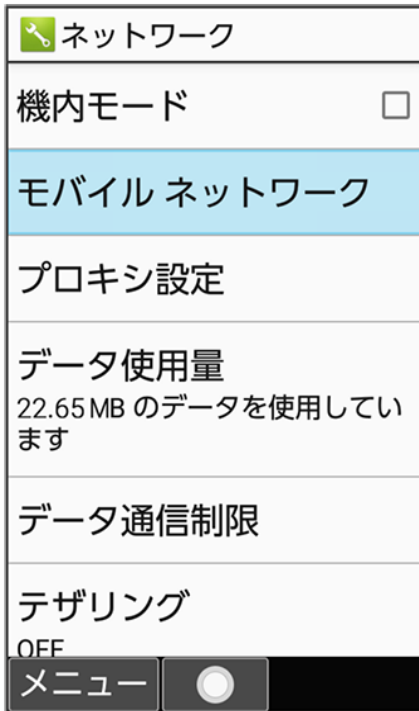 ネットワーク
機内モード
モバイル ネットワーク
プロキシ設定
データ使用量
22.65 MB のデータを使用してい
ます
データ通信制限
テザリング
OFF
メニュー